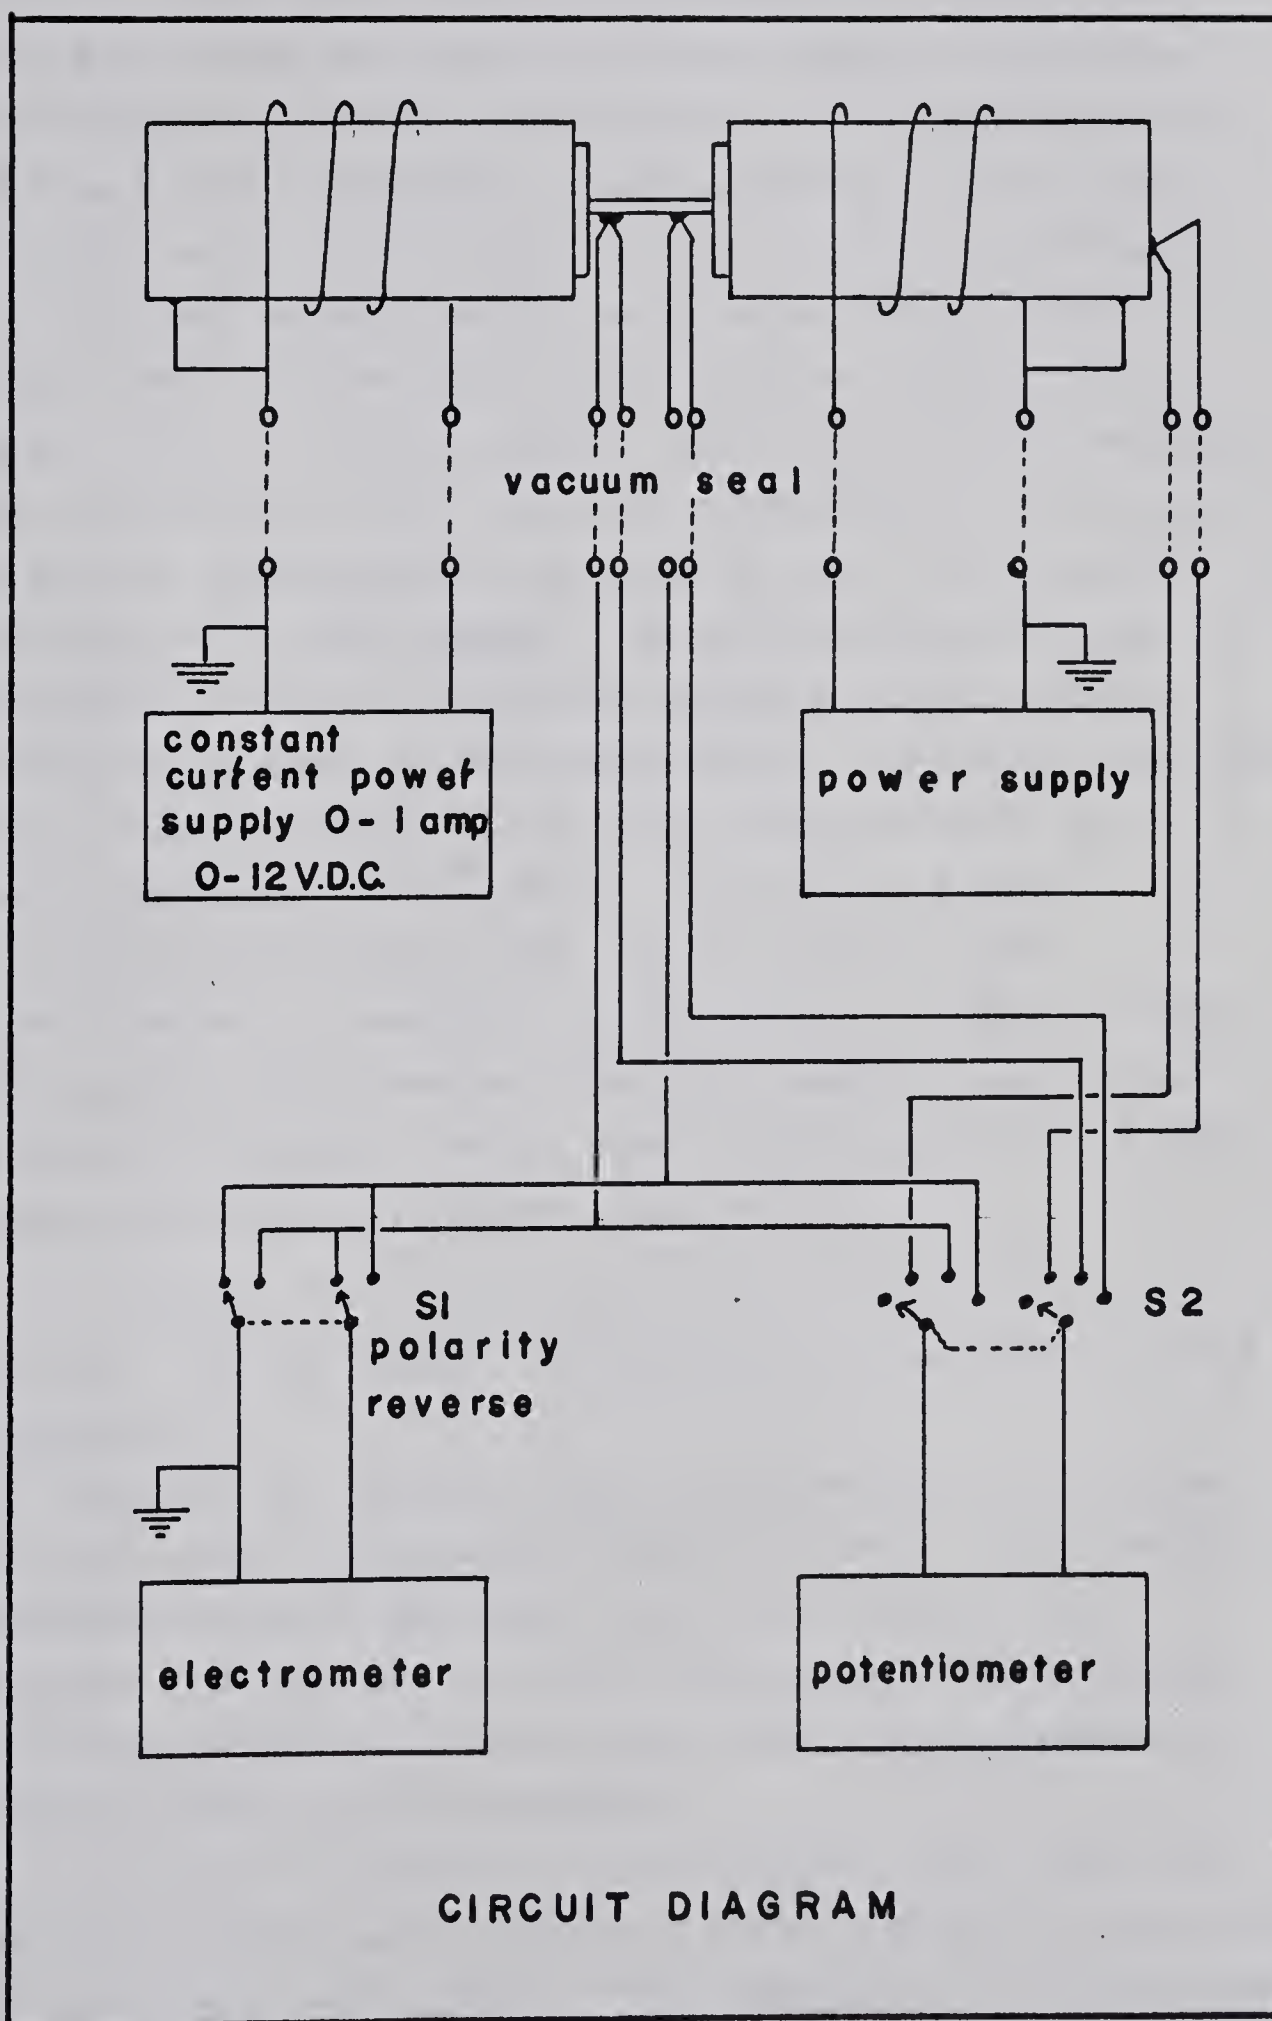 vacuum seal
constant
current power
supply 0-1 amp
0-12 V.D.C.
power supply
S1
polarity
reverse
S2
electrometer
potentiometer
CIRCUIT DIAGRAM